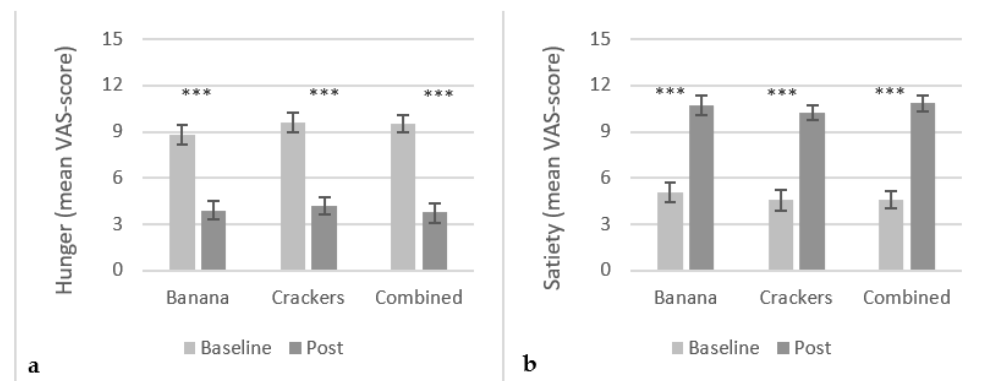 Hunger (mean VAS-score)
15
12
9
6
3
0
*** *** ***
Banana Crackers Combined
Baseline Post
a
Satiety (mean VAS-score)
15
12
9
6
3
0
*** *** ***
Banana Crackers Combined
Baseline Post
b